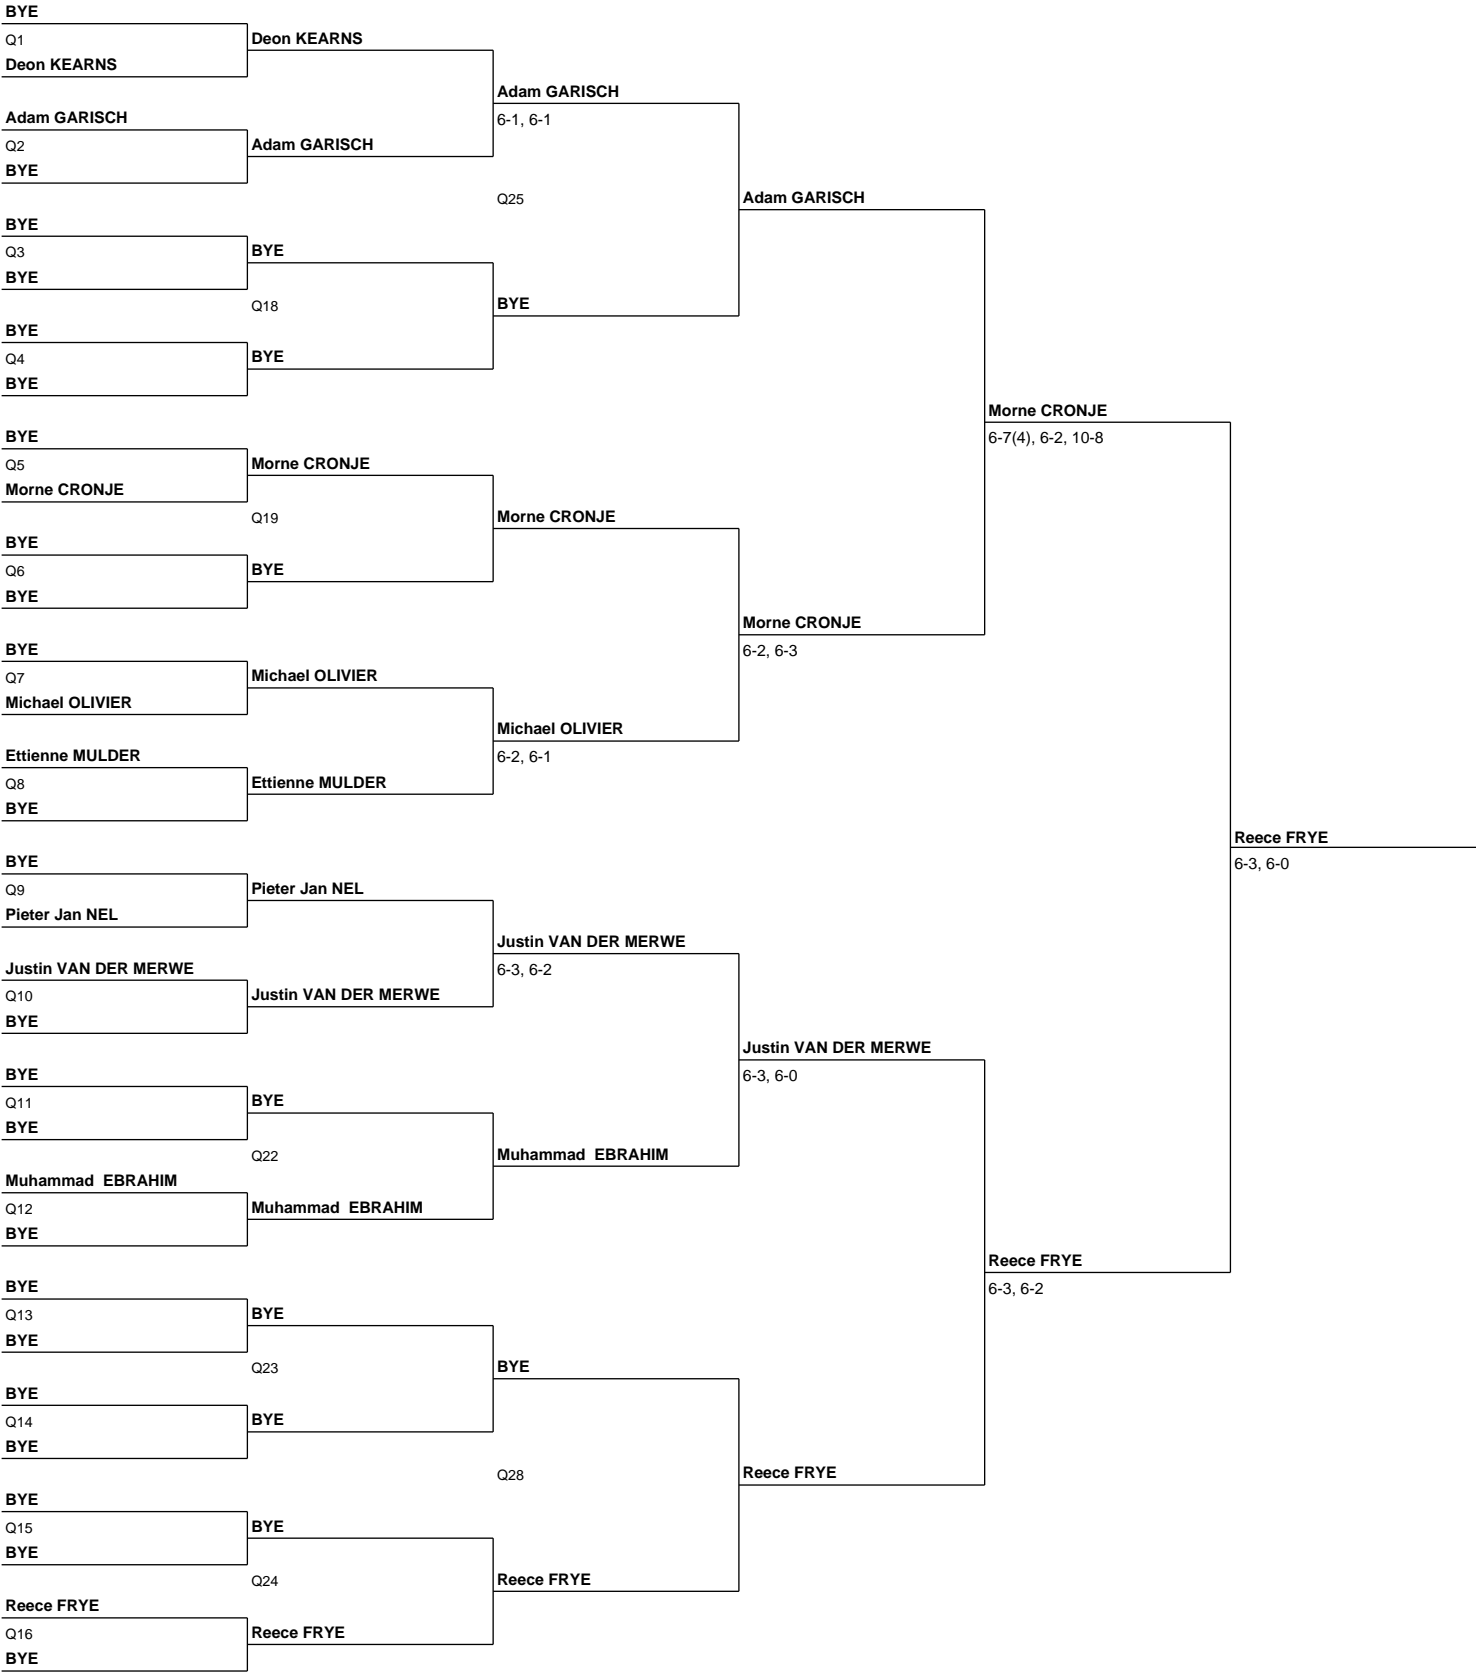 BYE
Q1
Deon KEARNS
Adam GARISCH
Q2
BYE
BYE
Q3
BYE
BYE
Q4
BYE
BYE
Q5
Morne CRONJE
BYE
Q6
BYE
BYE
Q7
Michael OLIVIER
Ettienne MULDER
Q8
BYE
BYE
Q9
Pieter Jan NEL
Justin VAN DER MERWE
Q10
BYE
BYE
Q11
BYE
Muhammad  EBRAHIM
Q12
BYE
BYE
Q13
BYE
BYE
Q14
BYE
BYE
Q15
BYE
Reece FRYE
Q16
BYE
Deon KEARNS
Adam GARISCH
BYE
Q18
BYE
Morne CRONJE
Q19
BYE
Michael OLIVIER
Ettienne MULDER
Pieter Jan NEL
Justin VAN DER MERWE
BYE
Q22
Muhammad  EBRAHIM
BYE
Q23
BYE
BYE
Q24
Reece FRYE
Adam GARISCH
6-1, 6-1
Q25
BYE
Morne CRONJE
Michael OLIVIER
6-2, 6-1
Justin VAN DER MERWE
6-3, 6-2
Muhammad  EBRAHIM
BYE
Q28
Reece FRYE
Adam GARISCH
Morne CRONJE
6-2, 6-3
Justin VAN DER MERWE
6-3, 6-0
Reece FRYE
Morne CRONJE
6-7(4), 6-2, 10-8
Reece FRYE
6-3, 6-2
Reece FRYE
6-3, 6-0